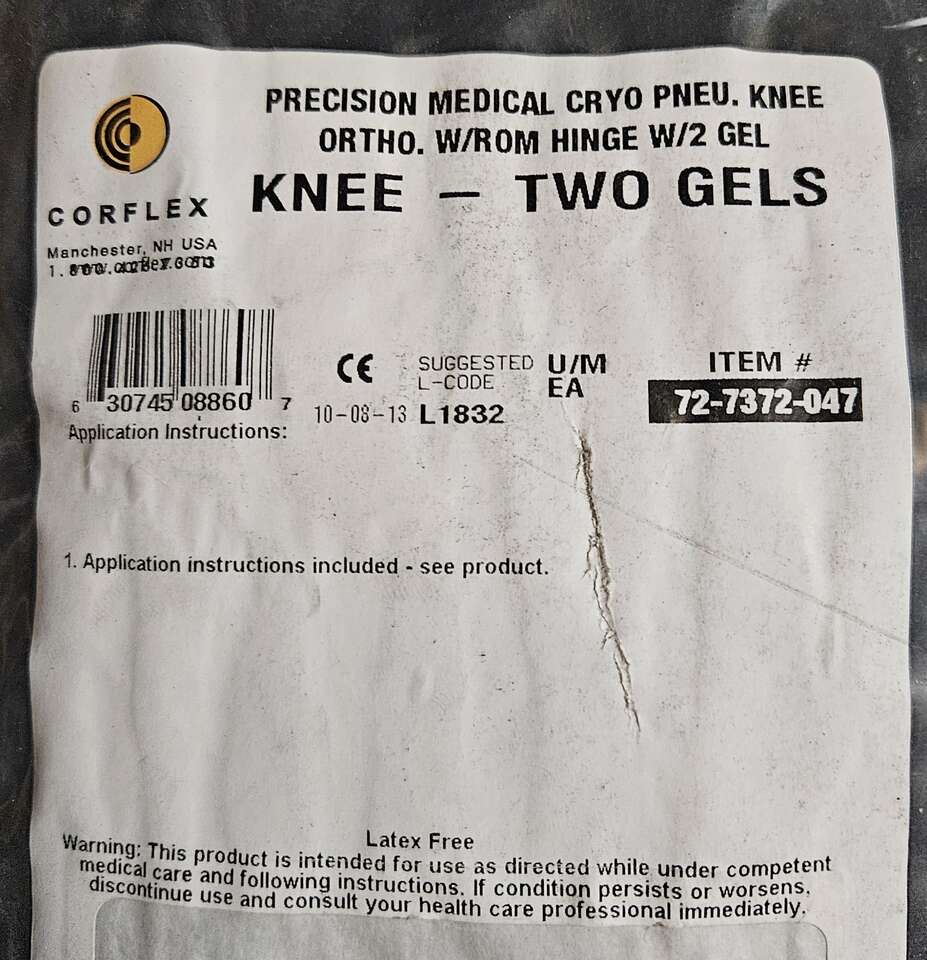 PRECISION MEDICAL CRYO PNEU. KNEE
ORTHO. W/ROM HINGE W/2 GEL
KNEE – TWO GELS
CORFLEX
Manchester, NH USA
CE
SUGGESTED
L-CODE
U/M
EA
ITEM #
72-7372-047
10-08-13 L1832
6 30745 08860 7
Application Instructions:
1. Application instructions included - see product.
Latex Free
Warning: This product is intended for use as directed while under competent
medical care and following instructions. If condition persists or worsens,
discontinue use and consult your health care professional immediately.